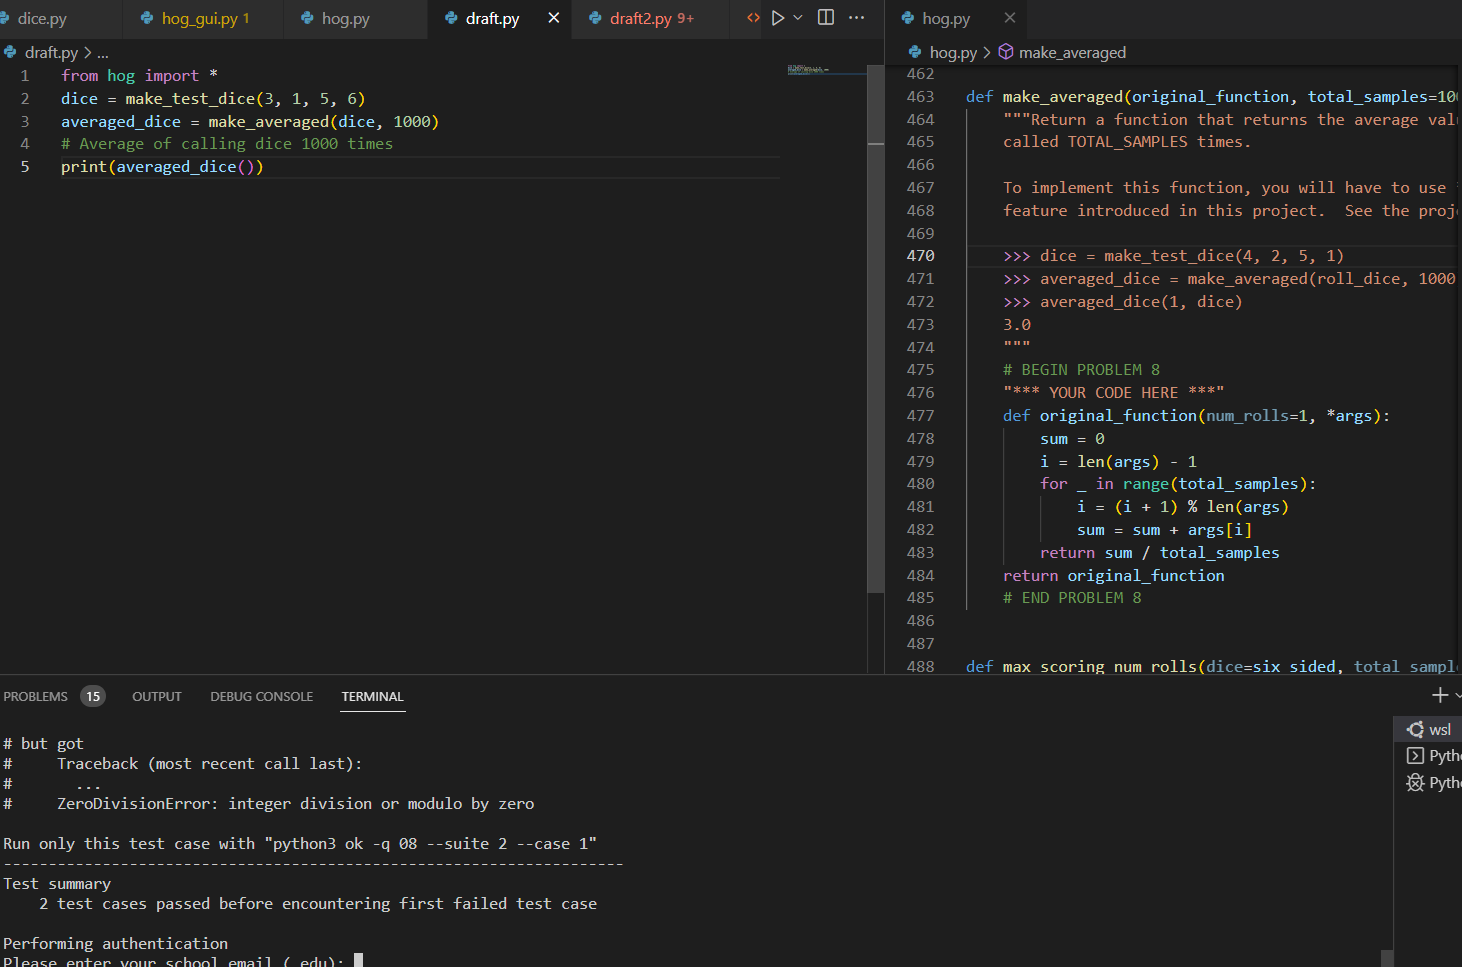 dice.py hog_gui.py 1 hog.py draft.py draft2.py 9+
draft.py > ...
1 from hog import *
2 dice = make_test_dice(3, 1, 5, 6)
3 averaged_dice = make_averaged(dice, 1000)
4 # Average of calling dice 1000 times
5 print(averaged_dice())
hog.py
hog.py > make_averaged
462
463 def make_averaged(original_function, total_samples=10
464 """Return a function that returns the average val
465 called TOTAL_SAMPLES times.
466
467 To implement this function, you will have to use
468 feature introduced in this project.  See the proj
469
470 >>> dice = make_test_dice(4, 2, 5, 1)
471 >>> averaged_dice = make_averaged(roll_dice, 1000
472 >>> averaged_dice(1, dice)
473 3.0
474 """
475 # BEGIN PROBLEM 8
476 "*** YOUR CODE HERE ***"
477 def original_function(num_rolls=1, *args):
478 sum = 0
479 i = len(args) - 1
480 for _ in range(total_samples):
481 i = (i + 1) % len(args)
482 sum = sum + args[i]
483 return sum / total_samples
484 return original_function
485 # END PROBLEM 8
486
487
488 def max_scoring_num_rolls(dice=six_sided, total_sampl
PROBLEMS 15 OUTPUT DEBUG CONSOLE TERMINAL
# but got
#     Traceback (most recent call last):
#       ...
#     ZeroDivisionError: integer division or modulo by zero
Run only this test case with "python3 ok -q 08 --suite 2 --case 1"
---------------------------------------------------------------------
Test summary
    2 test cases passed before encountering first failed test case
Performing authentication
Please enter your school email (.edu):
wsl
Pytho
Pytho